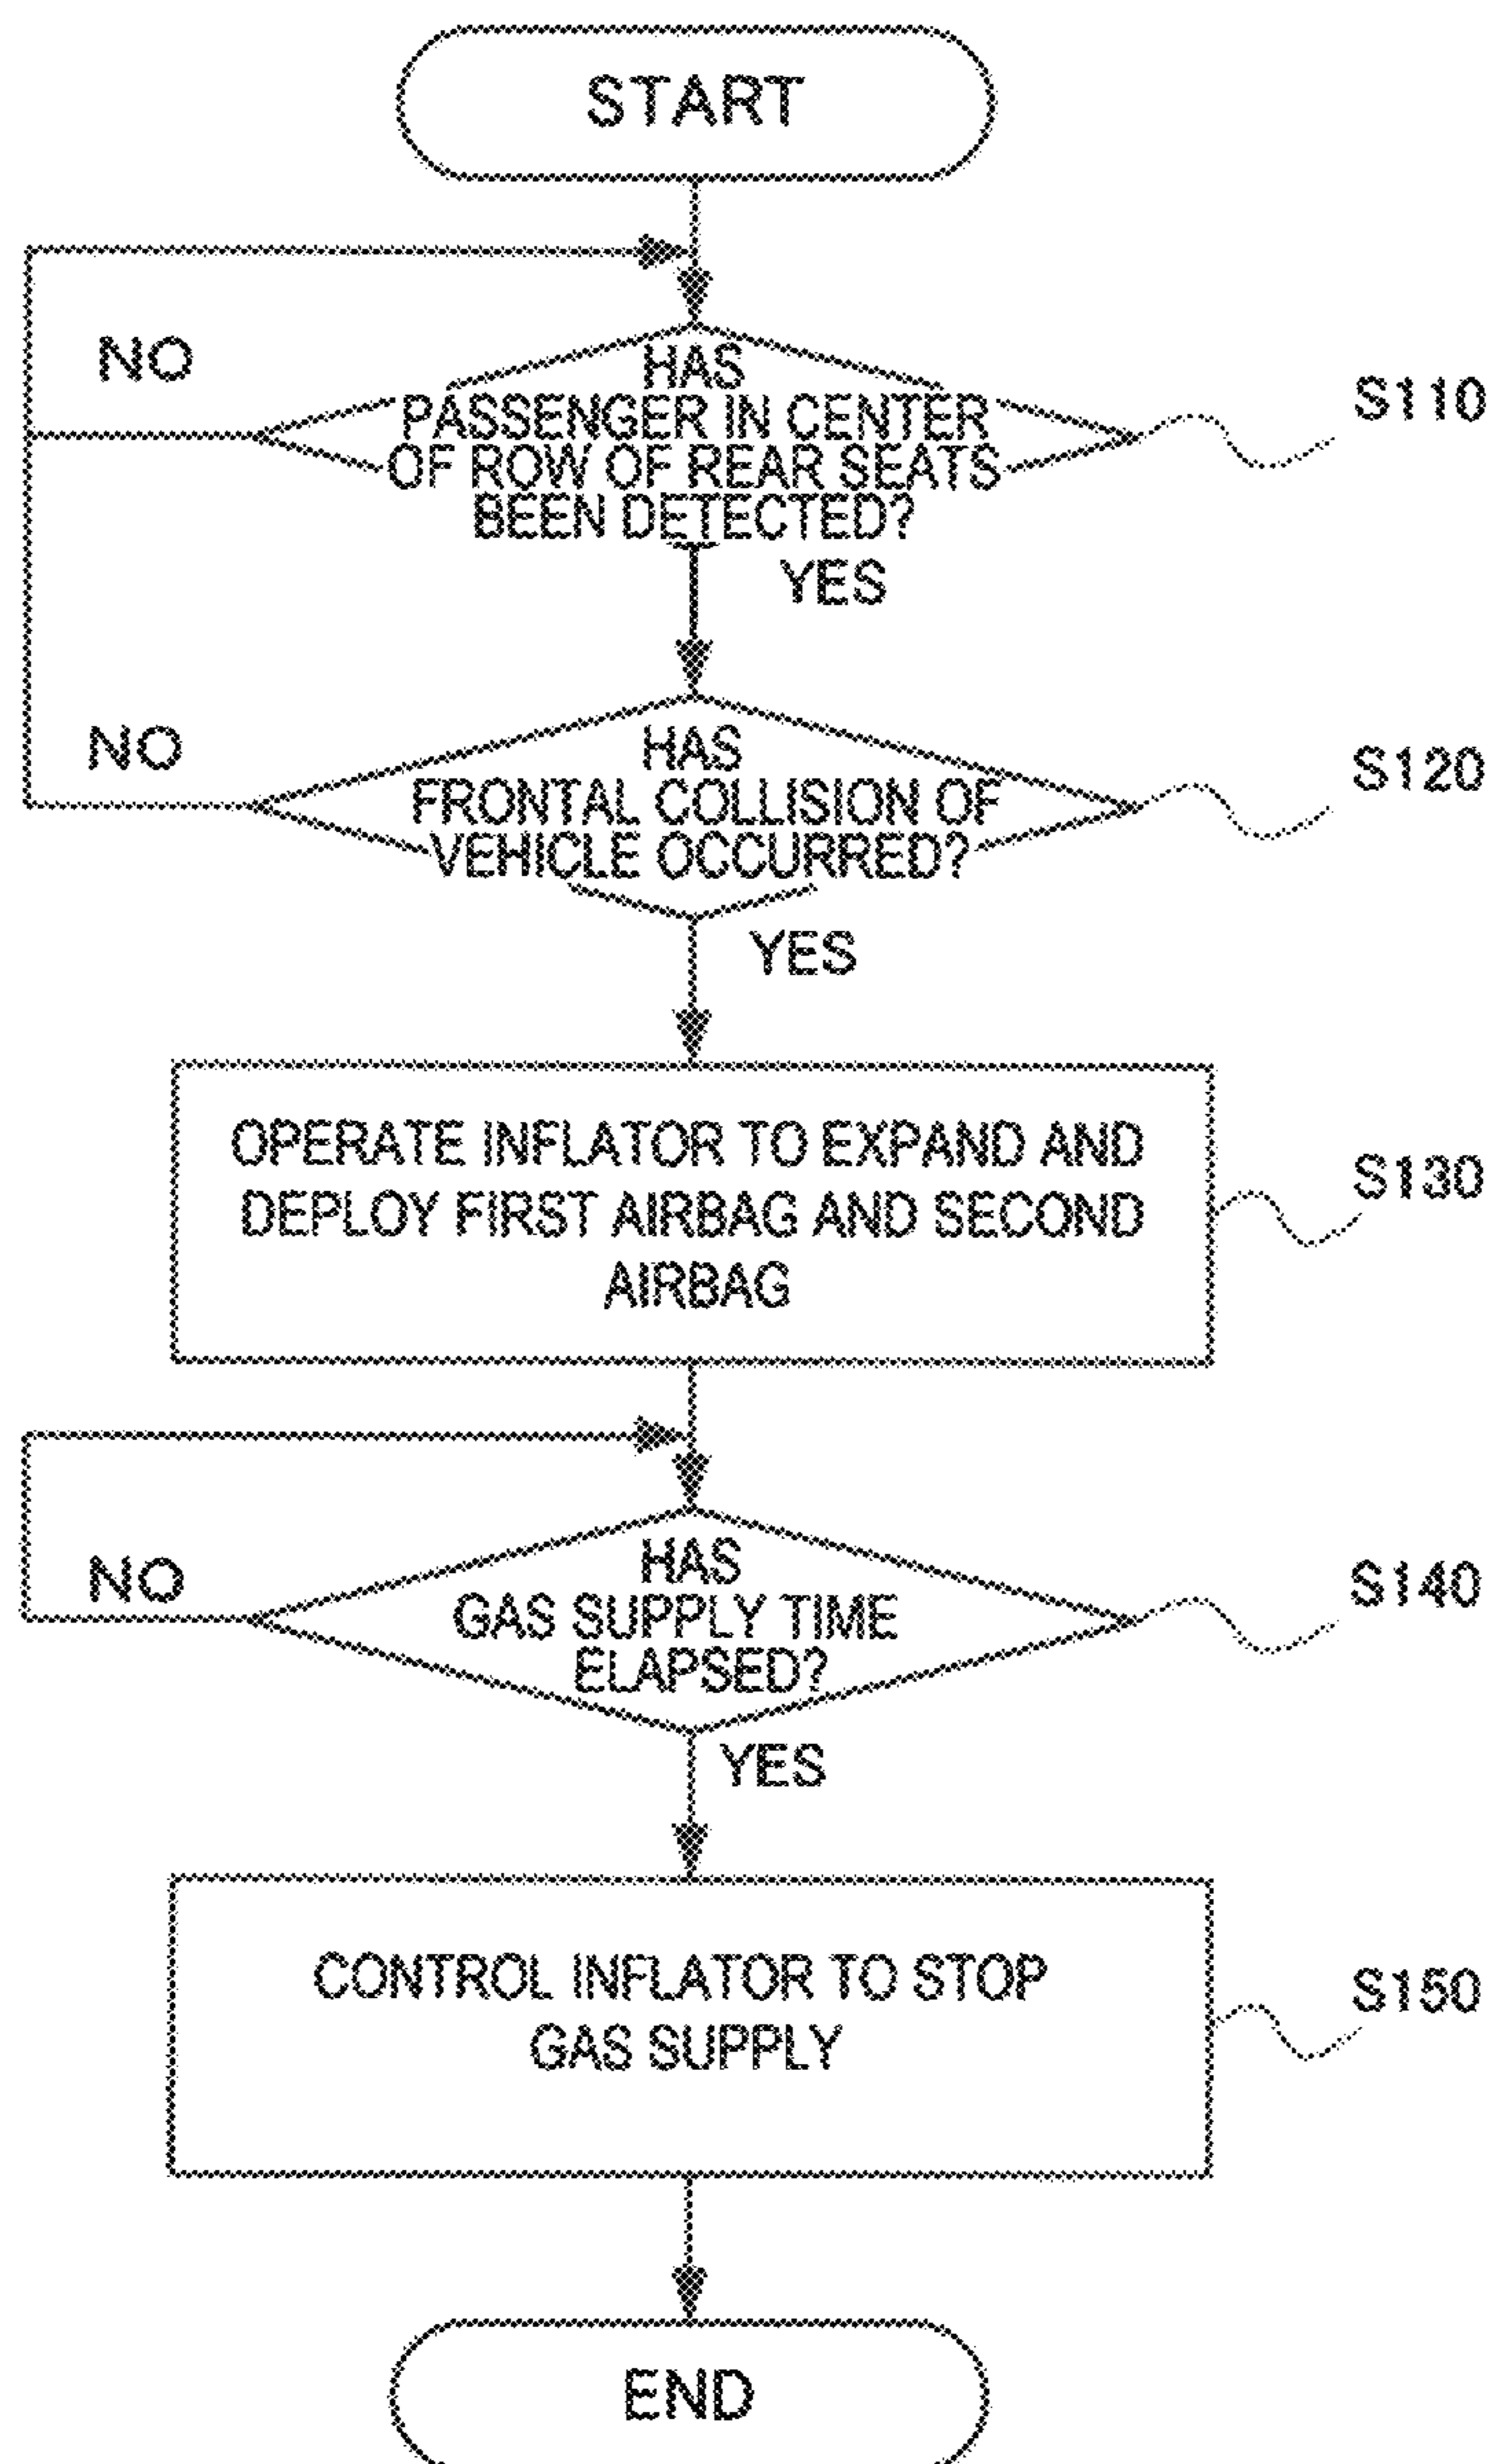 START
NO
HAS
PASSENGER IN CENTER
OF ROW OF REAR SEATS
BEEN DETECTED?
S110
YES
NO
HAS
FRONTAL COLLISION OF
VEHICLE OCCURRED?
S120
YES
OPERATE INFLATOR TO EXPAND AND
DEPLOY FIRST AIRBAG AND SECOND
AIRBAG
S130
NO
HAS
GAS SUPPLY TIME
ELAPSED?
S140
YES
CONTROL INFLATOR TO STOP
GAS SUPPLY
S150
END